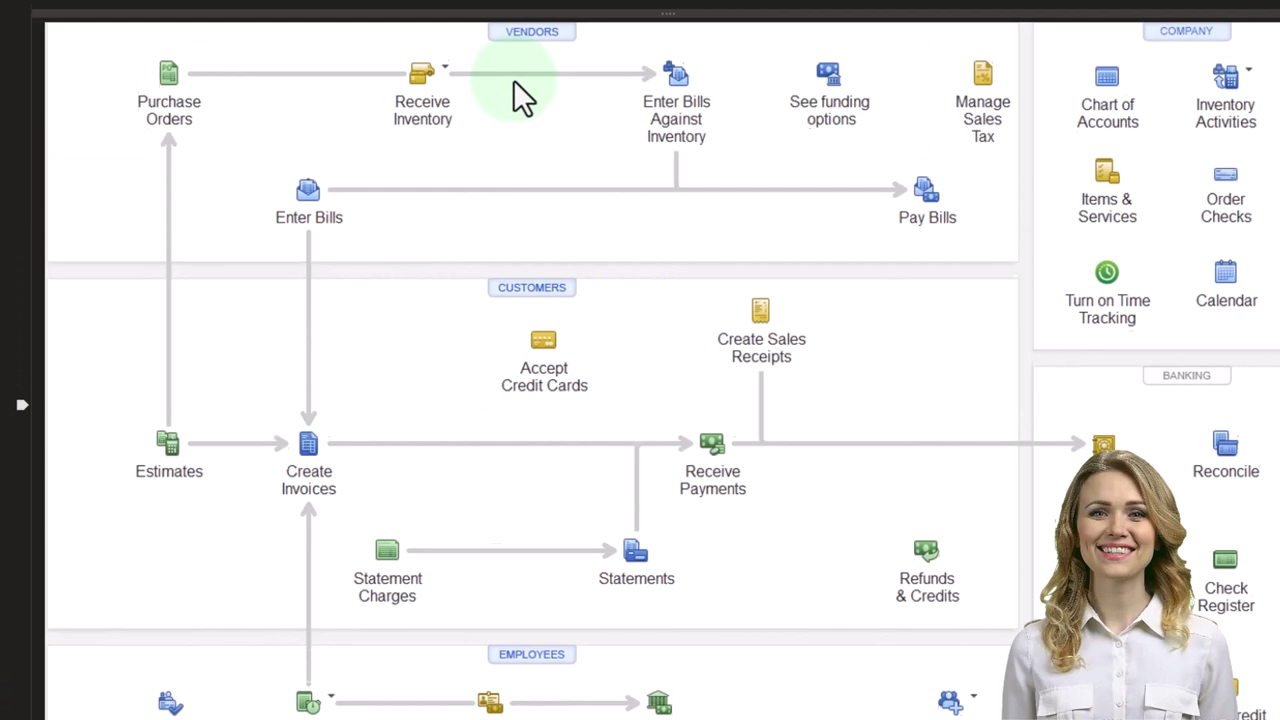 VENDORS
Purchase
Orders
Receive
Inventory
Enter Bills
Against
Inventory
See funding
options
Manage
Sales
Tax
Enter Bills
Pay Bills
CUSTOMERS
Accept
Credit Cards
Create Sales
Receipts
Estimates
Create
Invoices
Receive
Payments
Statement
Charges
Statements
Refunds
& Credits
EMPLOYEES
COMPANY
Chart of
Accounts
Inventory
Activities
Items &
Services
Order
Checks
Turn on Time
Tracking
Calendar
BANKING
Reconcile
Check
Register